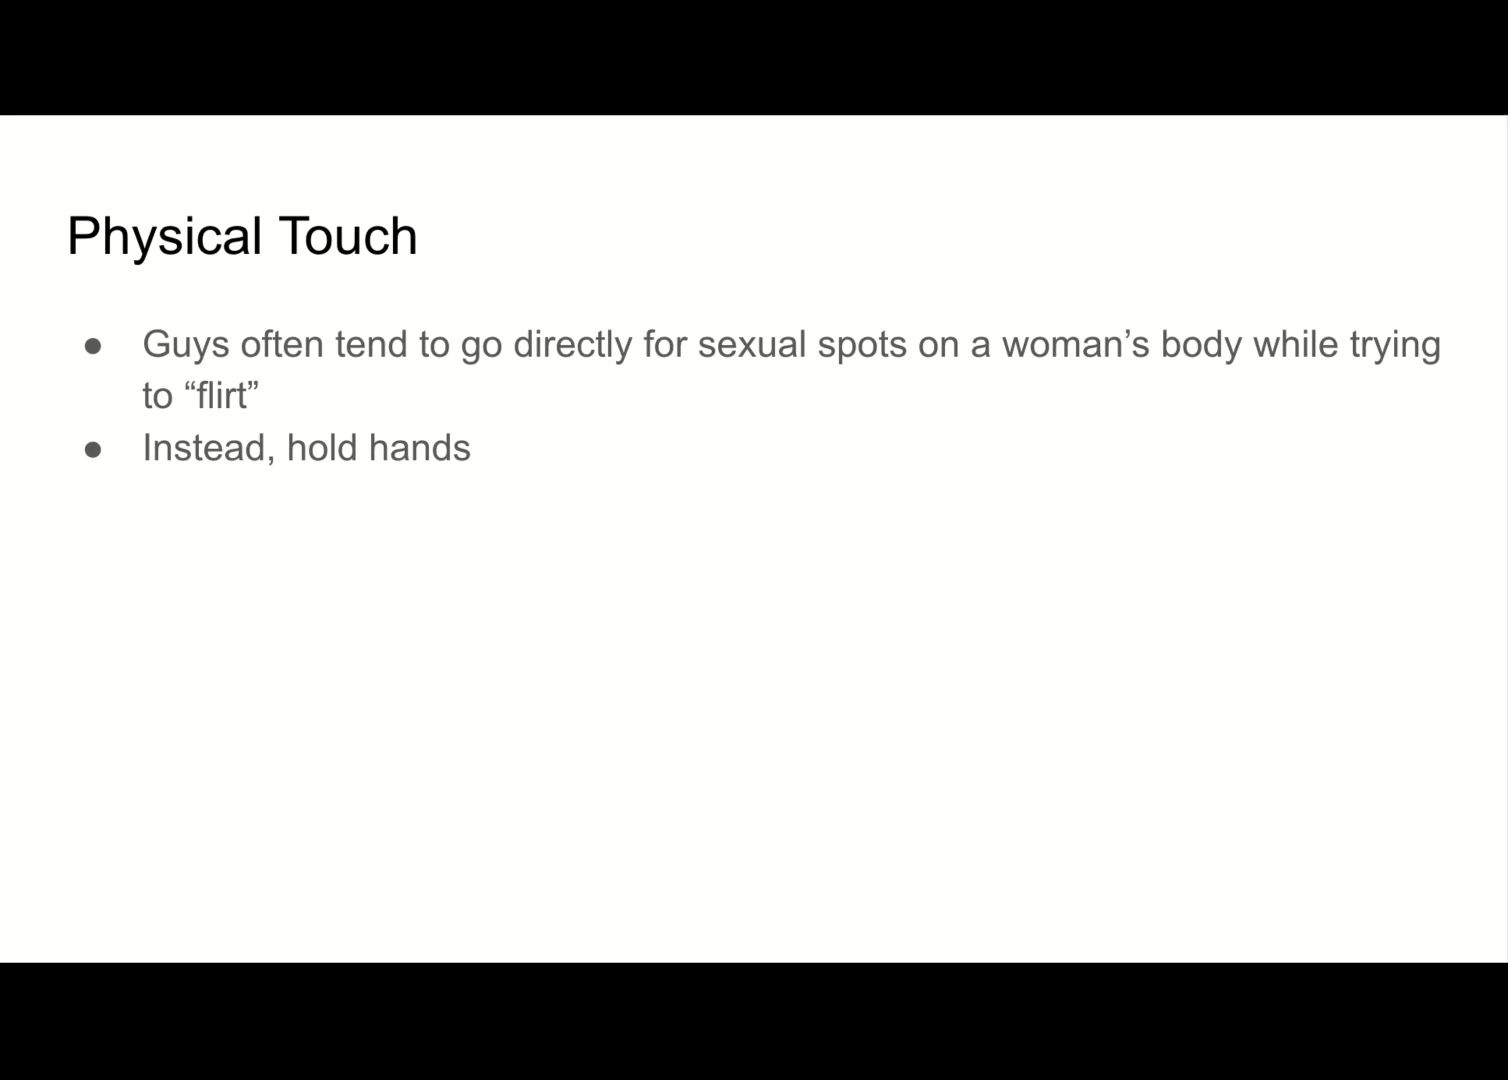 Physical Touch
● Guys often tend to go directly for sexual spots on a woman’s body while trying
to “flirt”
● Instead, hold hands